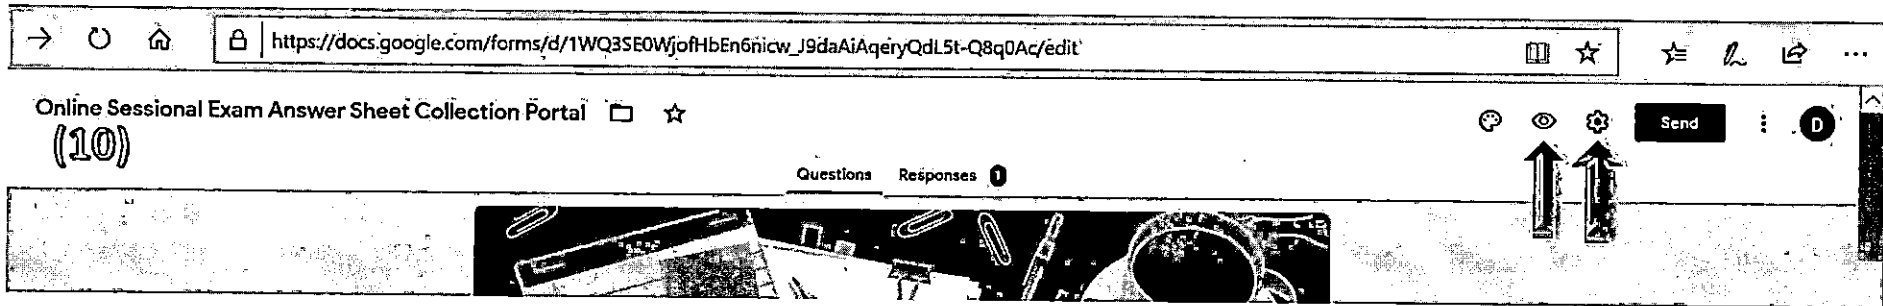 https://docs.google.com/forms/d/1WQ3SE0WjofHbEn6nicw_J9daAiAqeryQdL5t-Q8q0Ac/edit
Online Sessional Exam Answer Sheet Collection Portal
Send
D
(10)
Questions Responses 1